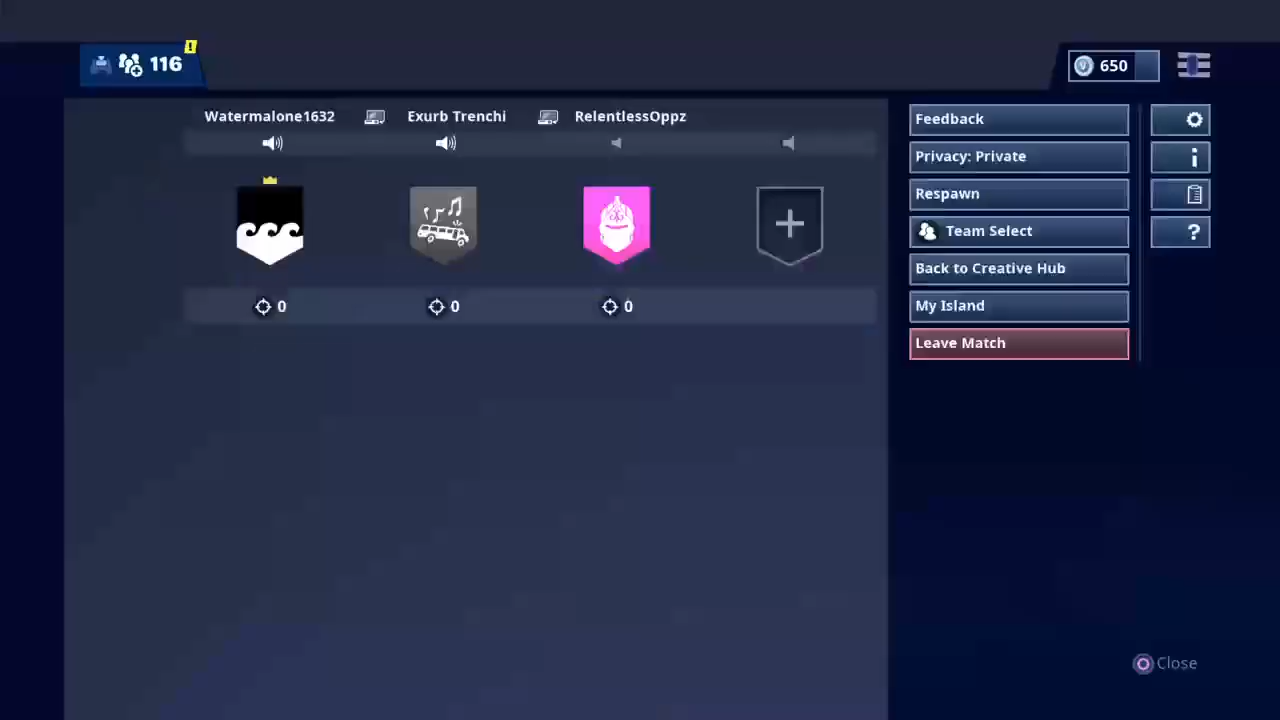 116
!
650
Watermalone1632
Exurb Trenchi
RelentlessOppz
0
0
0
Feedback
Privacy: Private
Respawn
Team Select
Back to Creative Hub
My Island
Leave Match
i
?
Close